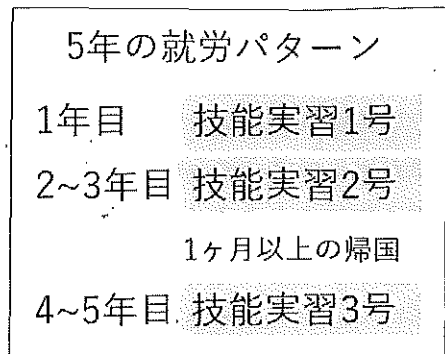 5年の就労パターン
1年目 技能実習1号
2~3年目 技能実習2号
1ヶ月以上の帰国
4~5年目 技能実習3号